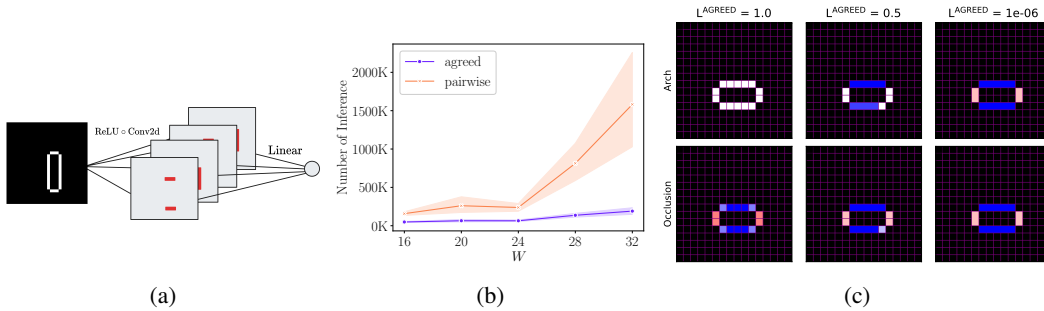 ReLU ∘ Conv2d
Linear
(a)
Number of Inference
2000K
1500K
1000K
500K
0K
agreed
pairwise
16 20 24 28 32
W
(b)
L^AGREED = 1.0 L^AGREED = 0.5 L^AGREED = 1e-06
Arch
Occlusion
(c)